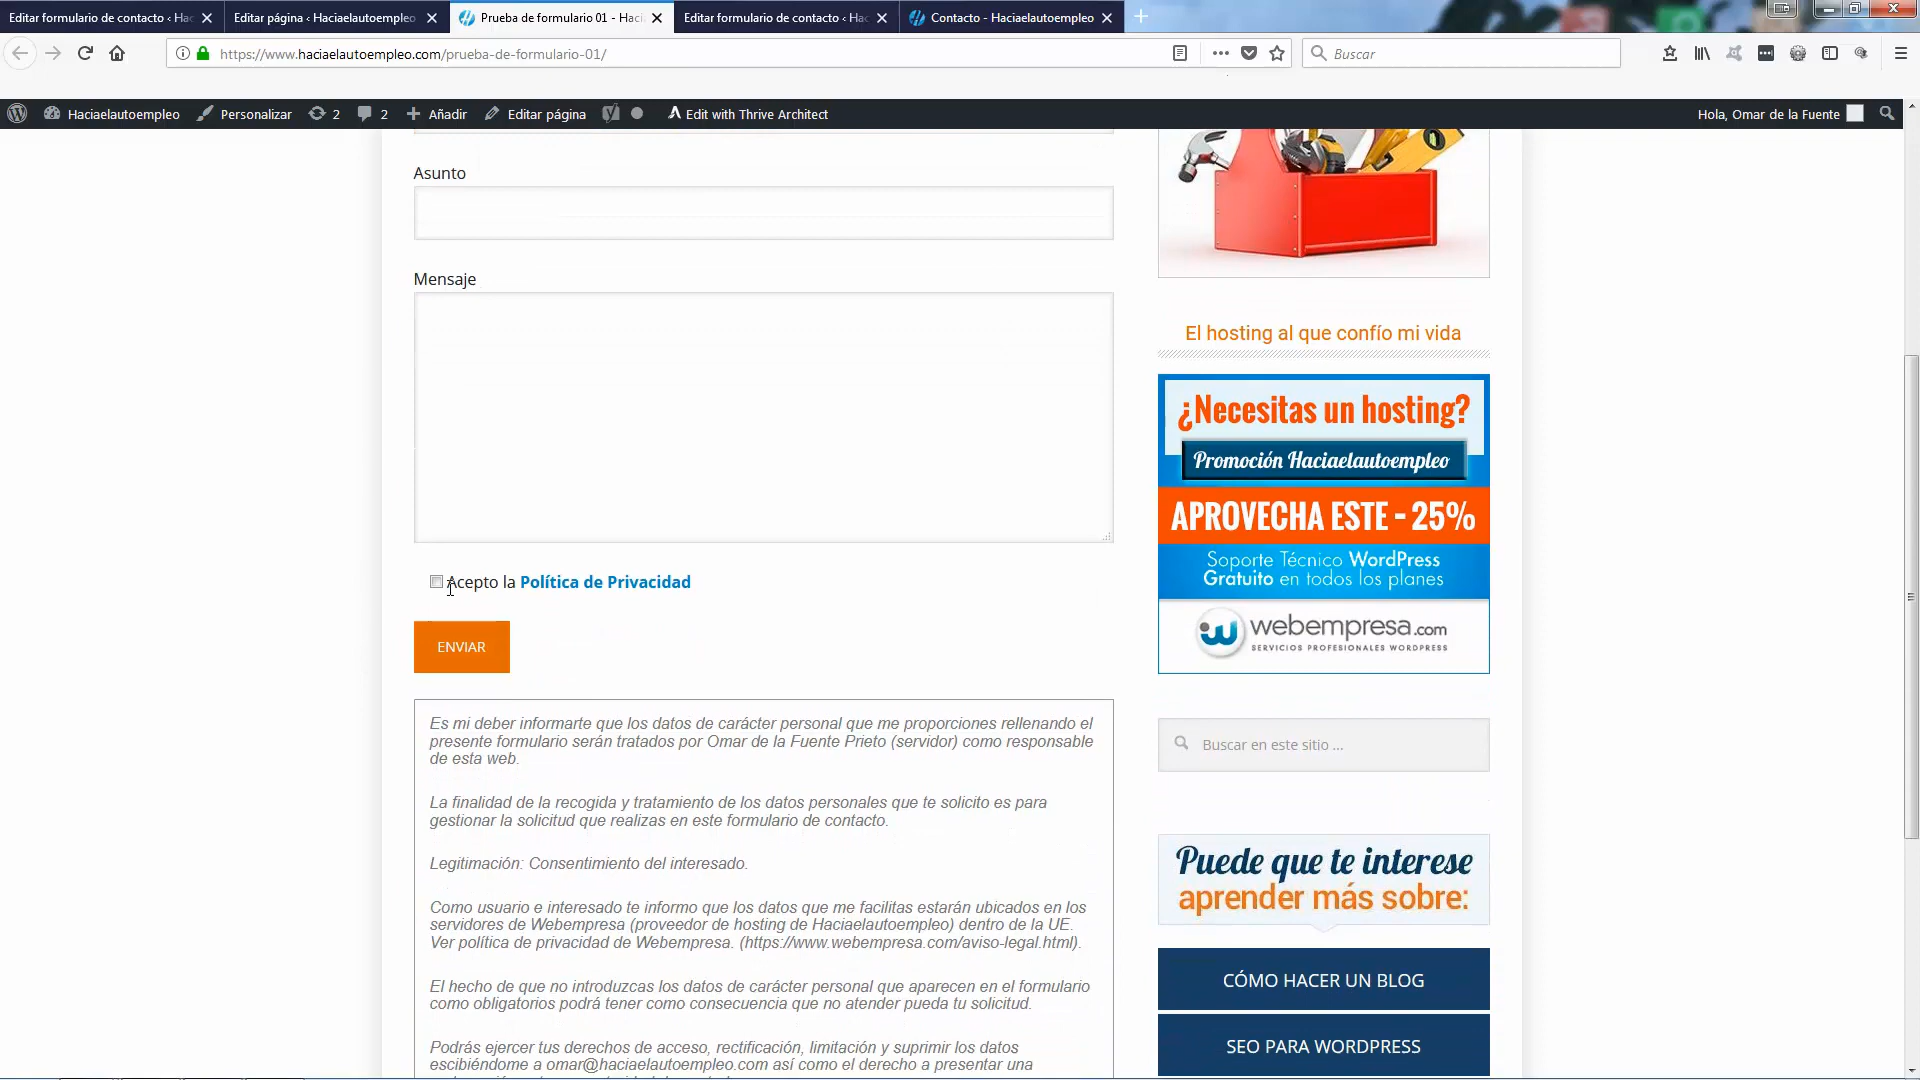 Editar formulario de contacto ‹ Hac
Editar página ‹ Haciaelautoempleo
Prueba de formulario 01 - Haci
Editar formulario de contacto ‹ Hac
Contacto - Haciaelautoempleo
https://www.haciaelautoempleo.com/prueba-de-formulario-01/
Buscar
Haciaelautoempleo
Personalizar
2
2
Añadir
Editar página
Edit with Thrive Architect
Hola, Omar de la Fuente
Asunto
Mensaje
Acepto la Política de Privacidad
ENVIAR
Es mi deber informarte que los datos de carácter personal que me proporciones rellenando el
presente formulario serán tratados por Omar de la Fuente Prieto (servidor) como responsable
de esta web.
La finalidad de la recogida y tratamiento de los datos personales que te solicito es para
gestionar la solicitud que realizas en este formulario de contacto.
Legitimación: Consentimiento del interesado.
Como usuario e interesado te informo que los datos que me facilitas estarán ubicados en los
servidores de Webempresa (proveedor de hosting de Haciaelautoempleo) dentro de la UE.
Ver política de privacidad de Webempresa. (https://www.webempresa.com/aviso-legal.html).
El hecho de que no introduzcas los datos de carácter personal que aparecen en el formulario
como obligatorios podrá tener como consecuencia que no atender pueda tu solicitud.
Podrás ejercer tus derechos de acceso, rectificación, limitación y suprimir los datos
escibiéndome a omar@haciaelautoempleo.com así como el derecho a presentar una
El hosting al que confío mi vida
¿Necesitas un hosting?
Promoción Haciaelautoempleo
APROVECHA ESTE - 25%
Soporte Técnico WordPress
Gratuito en todos los planes
webempresa.com
SERVICIOS PROFESIONALES WORDPRESS
Buscar en este sitio ...
Puede que te interese
aprender más sobre:
CÓMO HACER UN BLOG
SEO PARA WORDPRESS